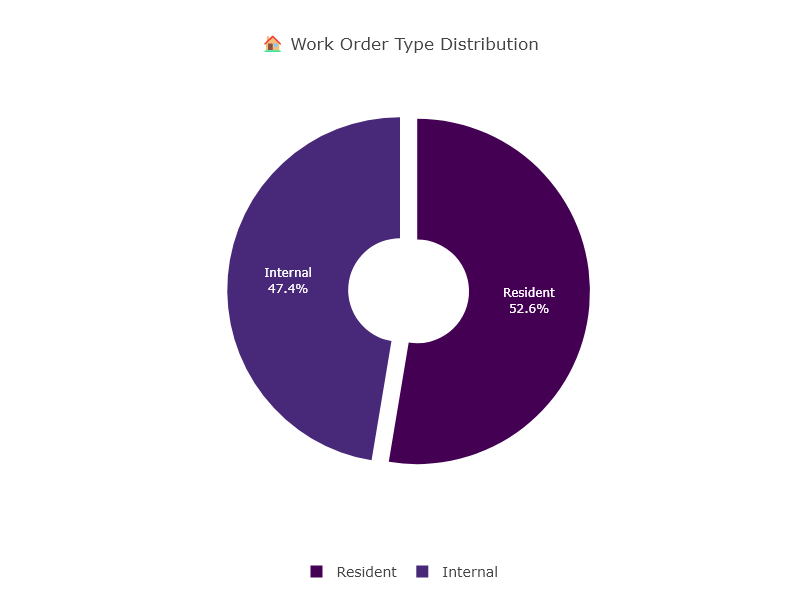 🏠 Work Order Type Distribution
Internal
47.4%
Resident
52.6%
Resident
Internal